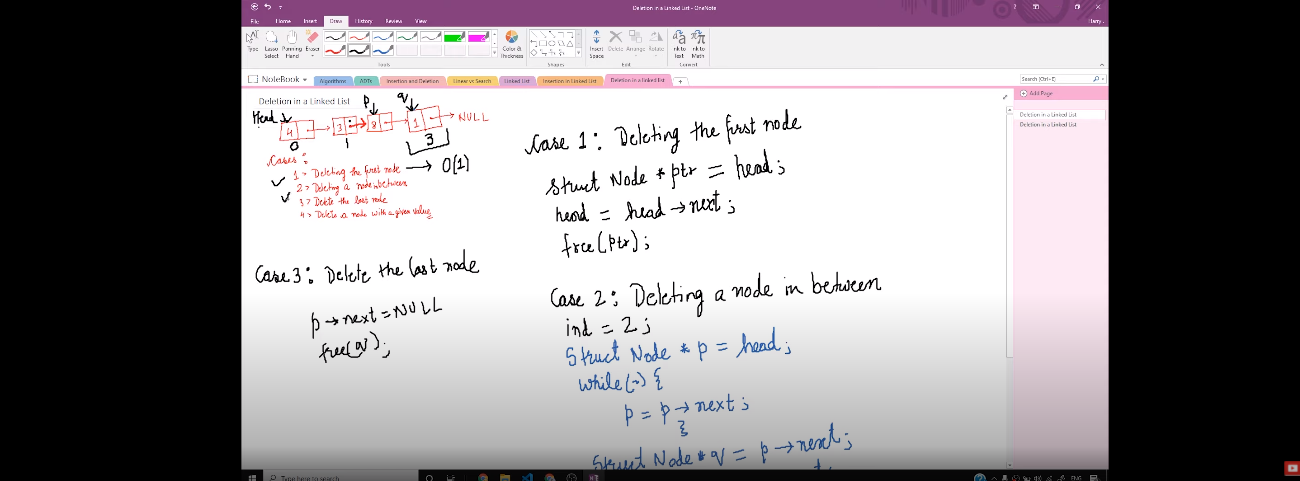 Deletion in a Linked List - OneNote
Harry .
File Home Insert Draw History Review View
Type Lasso Select Panning Hand Eraser Color & Thickness Insert Space Delete Arrange Rotate Ink to Text Ink to Math
Tools Shapes Edit Convert
NoteBook Algorithms ADTs Insertion and Deletion Linear vs Search Linked List Insertion in Linked List Deletion in a linked list +
Search (Ctrl+E)
Add Page
Deletion in a Linked List
Deletion in a Linked List
Deletion in a Linked List
Head p q
4 → 3 → 8 → 1 → NULL
0 1 3
Cases :
1 > Deleting the first node → O(1)
2 > Deleting a node inbetween
3 > Delete the last node
4 > Delete a node with a given value
Case 1 : Deleting the first node
struct Node * ptr = head ;
head = head → next ;
free(ptr) ;
Case 3 : Delete the last node
p → next = NULL
free(q) ;
Case 2 : Deleting a node in between
ind = 2 ;
Struct Node * p = head ;
while(~) {
p = p → next ;
}
Struct Node * q = p → next ;
Type here to search
ENG